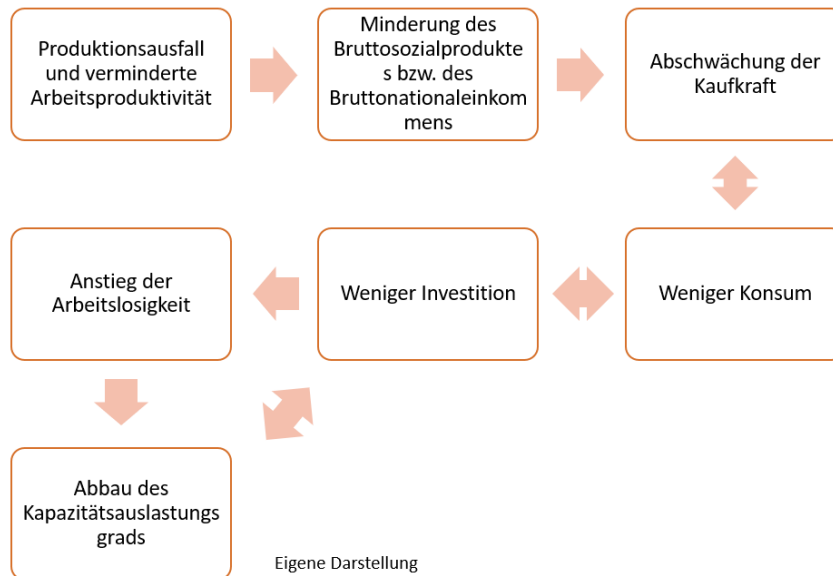 Produktionsausfall
und verminderte
Arbeitsproduktivität
Minderung des
Bruttosozialprodukte
s bzw. des
Bruttonationaleinkom
mens
Abschwächung der
Kaufkraft
Anstieg der
Arbeitslosigkeit
Weniger Investition
Weniger Konsum
Abbau des
Kapazitätsauslastungs
grads
Eigene Darstellung